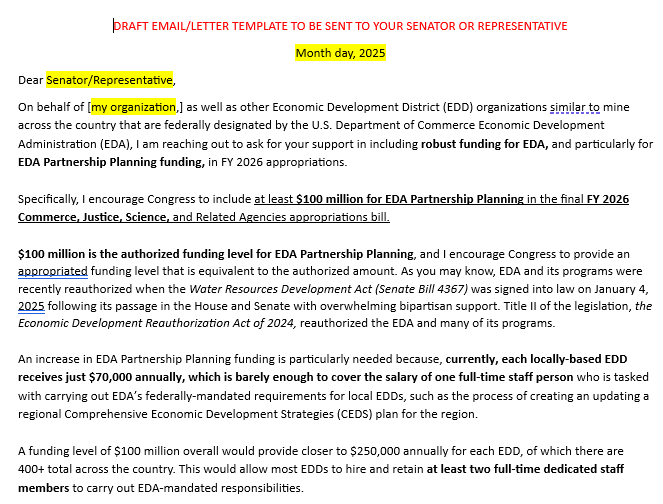 DRAFT EMAIL/LETTER TEMPLATE TO BE SENT TO YOUR SENATOR OR REPRESENTATIVE
Month day, 2025
Dear Senator/Representative,
On behalf of [my organization,] as well as other Economic Development District (EDD) organizations similar to mine
across the country that are federally designated by the U.S. Department of Commerce Economic Development
Administration (EDA), I am reaching out to ask for your support in including robust funding for EDA, and particularly for
EDA Partnership Planning funding, in FY 2026 appropriations.
Specifically, I encourage Congress to include at least $100 million for EDA Partnership Planning in the final FY 2026
Commerce, Justice, Science, and Related Agencies appropriations bill.
$100 million is the authorized funding level for EDA Partnership Planning, and I encourage Congress to provide an
appropriated funding level that is equivalent to the authorized amount. As you may know, EDA and its programs were
recently reauthorized when the Water Resources Development Act (Senate Bill 4367) was signed into law on January 4,
2025 following its passage in the House and Senate with overwhelming bipartisan support. Title II of the legislation, the
Economic Development Reauthorization Act of 2024, reauthorized the EDA and many of its programs.
An increase in EDA Partnership Planning funding is particularly needed because, currently, each locally-based EDD
receives just $70,000 annually, which is barely enough to cover the salary of one full-time staff person who is tasked
with carrying out EDA's federally-mandated requirements for local EDDs, such as the process of creating an updating a
regional Comprehensive Economic Development Strategies (CEDS) plan for the region.
A funding level of $100 million overall would provide closer to $250,000 annually for each EDD, of which there are
400+ total across the country. This would allow most EDDs to hire and retain at least two full-time dedicated staff
members to carry out EDA-mandated responsibilities.